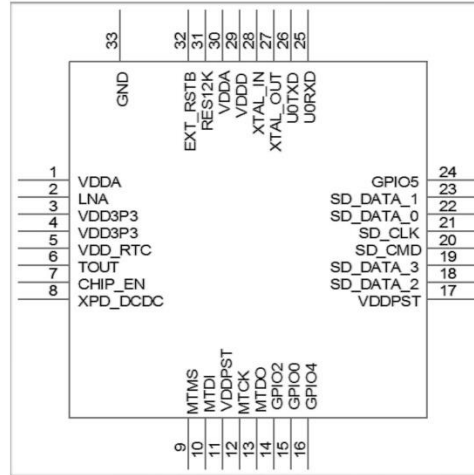 33
32
31
30
29
28
27
26
25
GND
EXT_RSTB
RES12K
VDDA
VDDD
XTAL_IN
XTAL_OUT
U0TXD
U0RXD
1 VDDA
2 LNA
3 VDD3P3
4 VDD3P3
5 VDD_RTC
6 TOUT
7 CHIP_EN
8 XPD_DCDC
GPIO5 24
SD_DATA_1 23
SD_DATA_0 22
SD_CLK 21
SD_CMD 20
SD_DATA_3 19
SD_DATA_2 18
VDDPST 17
MTMS
MTDI
VDDPST
MTCK
MTDO
GPIO2
GPIO0
GPIO4
9
10
11
12
13
14
15
16